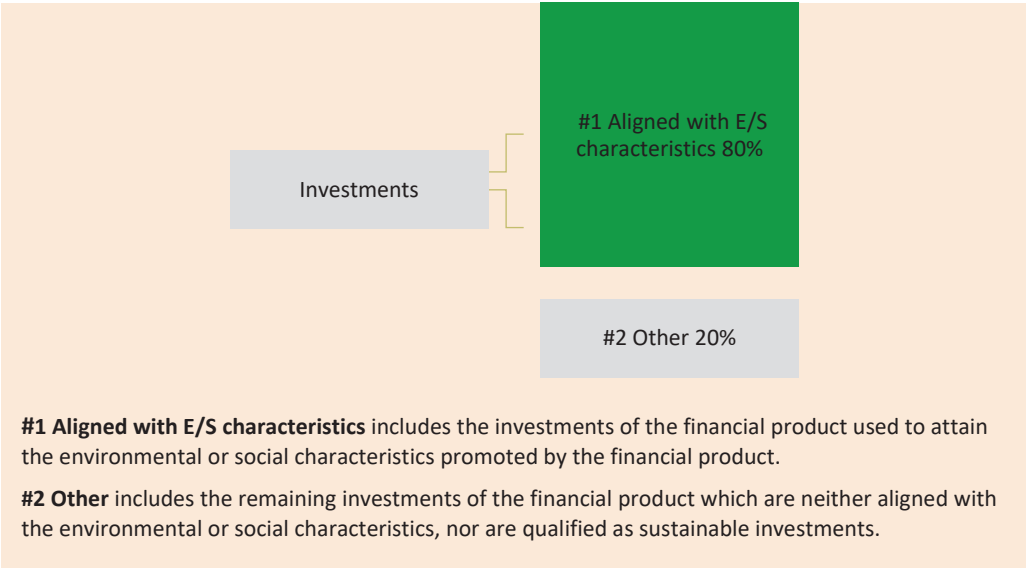 #1 Aligned with E/S
characteristics 80%
Investments
#2 Other 20%
#1 Aligned with E/S characteristics includes the investments of the financial product used to attain
the environmental or social characteristics promoted by the financial product.
#2 Other includes the remaining investments of the financial product which are neither aligned with
the environmental or social characteristics, nor are qualified as sustainable investments.